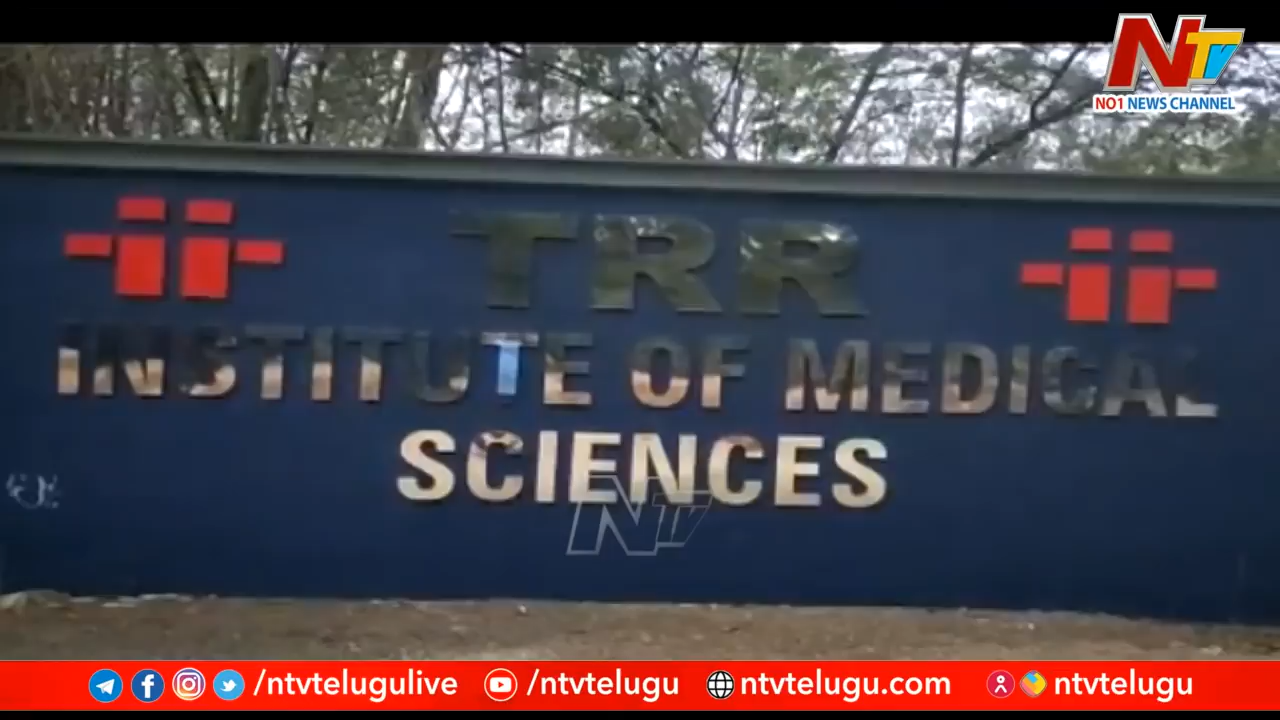 NTV
NO1 NEWS CHANNEL
TRR
INSTITUTE OF MEDICAL
SCIENCES
NTV
/ntvtelugulive /ntvtelugu ntvtelugu.com ntvtelugu